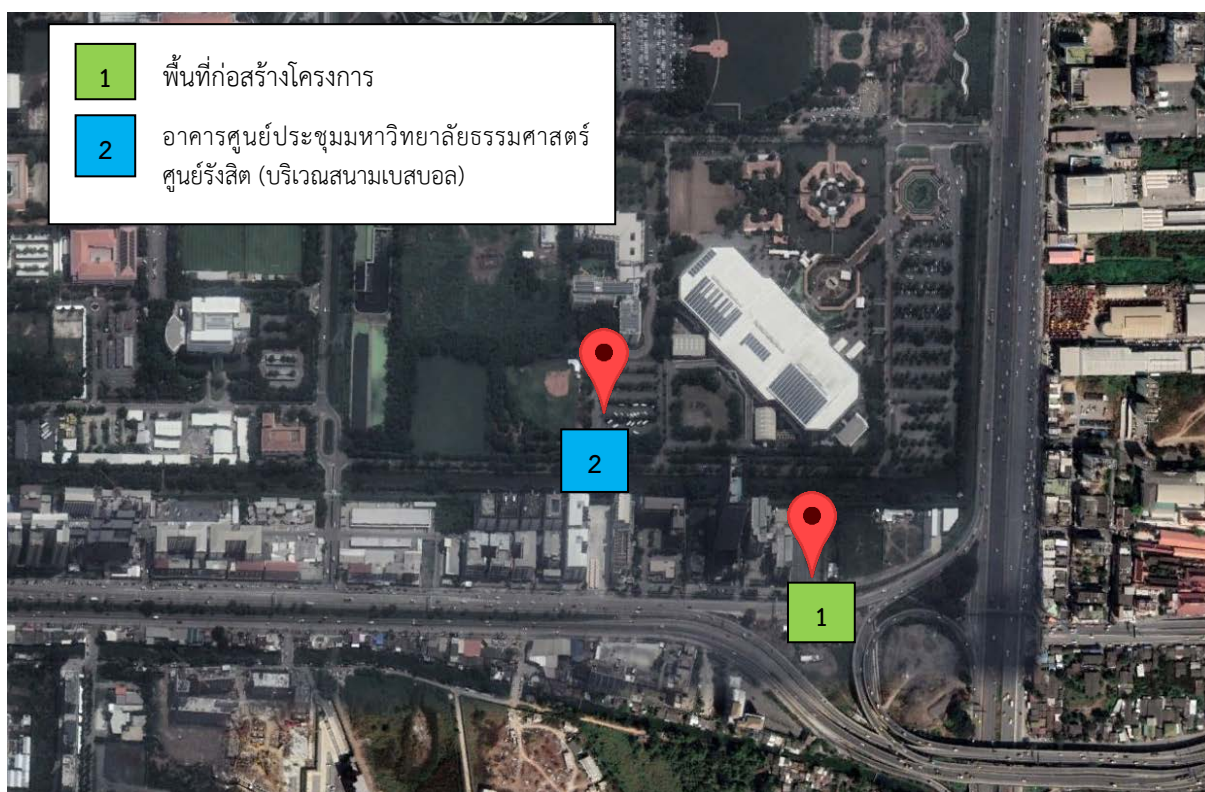 1 พื้นที่ก่อสร้างโครงการ
2 อาคารศูนย์ประชุมมหาวิทยาลัยธรรมศาสตร์
ศูนย์รังสิต (บริเวณสนามเบสบอล)
2
1